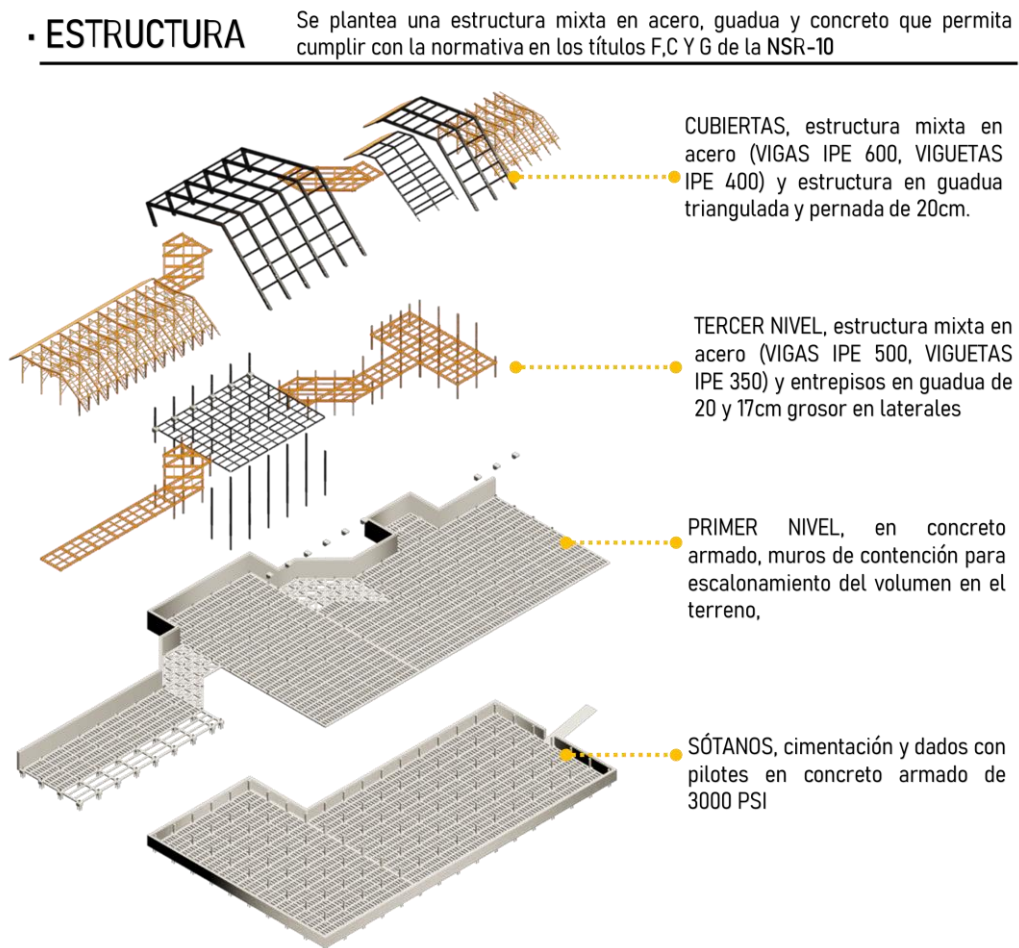 · ESTRUCTURA
Se plantea una estructura mixta en acero, guadua y concreto que permita
cumplir con la normativa en los títulos F,C Y G de la NSR-10
CUBIERTAS, estructura mixta en
acero (VIGAS IPE 600, VIGUETAS
IPE 400) y estructura en guadua
triangulada y pernada de 20cm.
TERCER NIVEL, estructura mixta en
acero (VIGAS IPE 500, VIGUETAS
IPE 350) y entrepisos en guadua de
20 y 17cm grosor en laterales
PRIMER NIVEL, en concreto
armado, muros de contención para
escalonamiento del volumen en el
terreno,
SÓTANOS, cimentación y dados con
pilotes en concreto armado de
3000 PSI